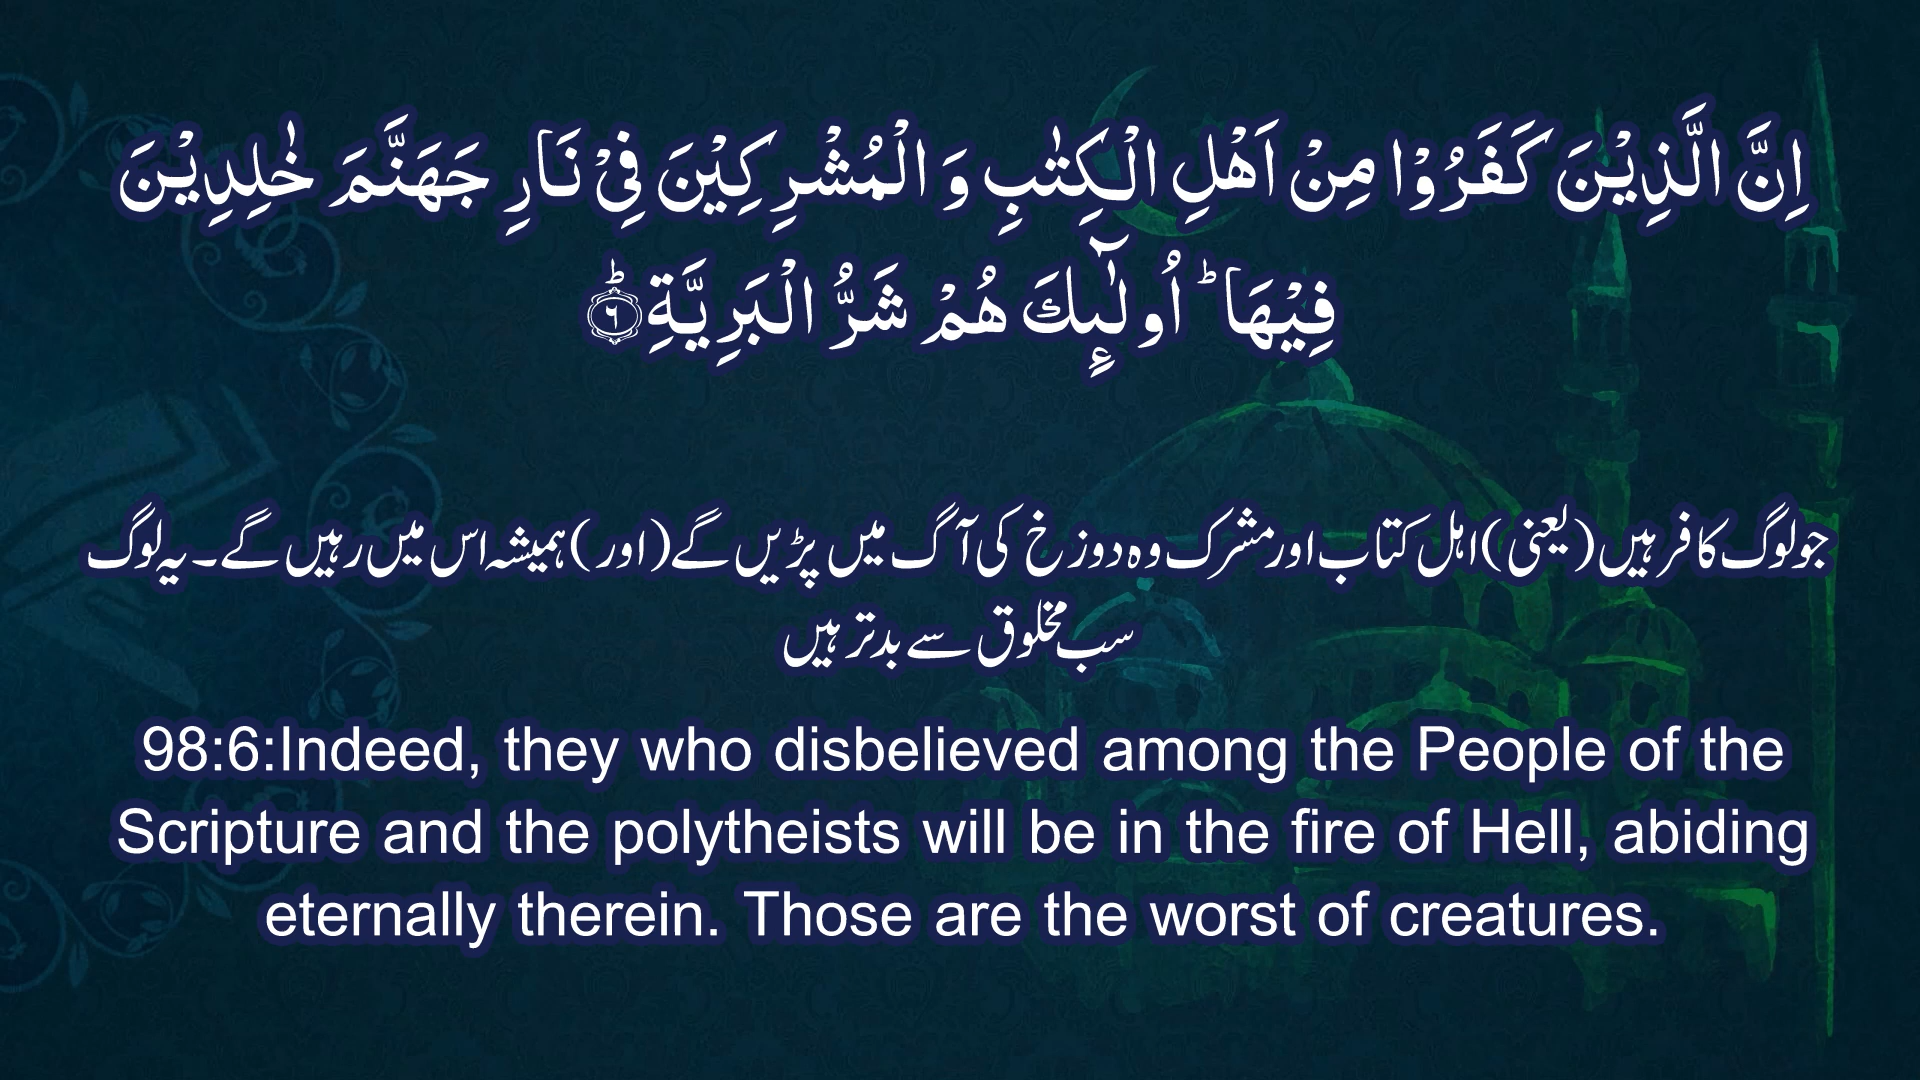 اِنَّ الَّذِيْنَ كَفَرُوْا مِنْ اَهْلِ الْكِتٰبِ وَ الْمُشْرِكِيْنَ فِىْ نَارِ جَهَنَّمَ خٰلِدِيْنَ
فِيْهَا ؕ اُولٰٓٮِٕكَ هُمْ شَرُّ الْبَرِيَّةِ ؕ‏﴿۶﴾
جو لوگ کافر ہیں (یعنی) اہل کتاب اور مشرک وہ دوزخ کی آگ میں پڑیں گے (اور) ہمیشہ اس میں رہیں گے۔ یہ لوگ
سب مخلوق سے بدتر ہیں
98:6:Indeed, they who disbelieved among the People of the
Scripture and the polytheists will be in the fire of Hell, abiding
eternally therein. Those are the worst of creatures.